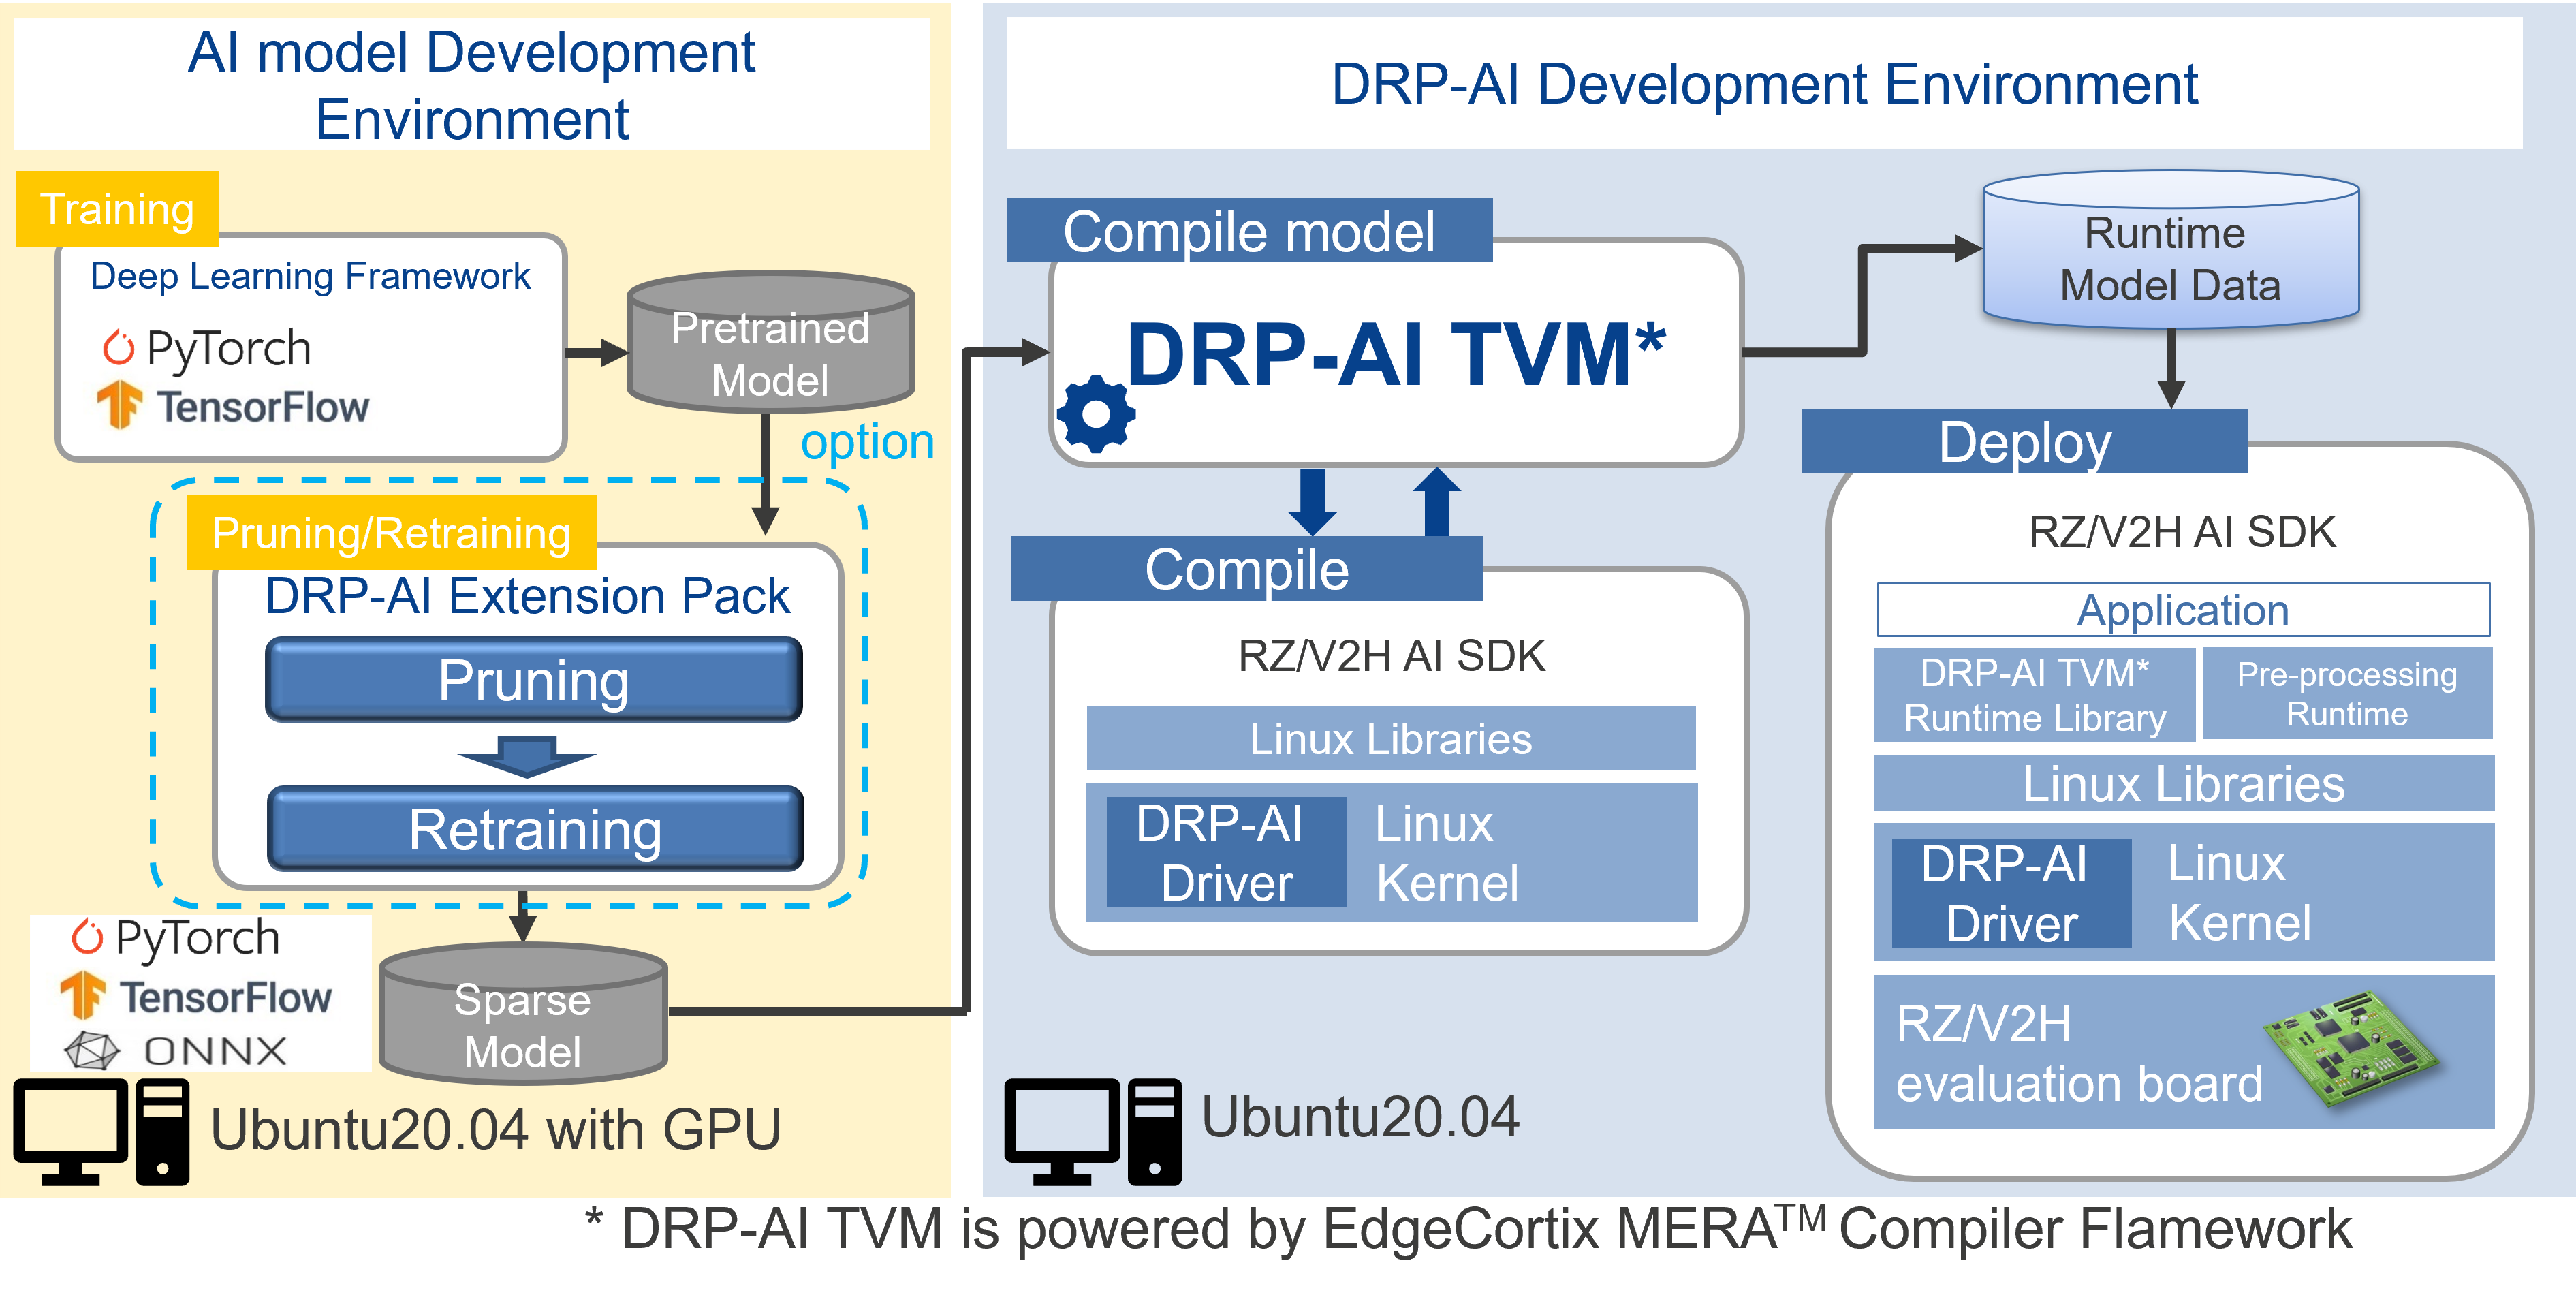 AI model Development
Environment
Training
Deep Learning Framework
PyTorch
TensorFlow
Pretrained
Model
option
Pruning/Retraining
DRP-AI Extension Pack
Pruning
Retraining
PyTorch
TensorFlow
ONNX
Sparse
Model
Ubuntu20.04 with GPU
DRP-AI Development Environment
Compile model
DRP-AI TVM*
Compile
RZ/V2H AI SDK
Linux Libraries
DRP-AI
Driver
Linux
Kernel
Ubuntu20.04
Runtime
Model Data
Deploy
RZ/V2H AI SDK
Application
DRP-AI TVM*
Runtime Library
Pre-processing
Runtime
Linux Libraries
DRP-AI
Driver
Linux
Kernel
RZ/V2H
evaluation board
* DRP-AI TVM is powered by EdgeCortix MERA™ Compiler Flamework